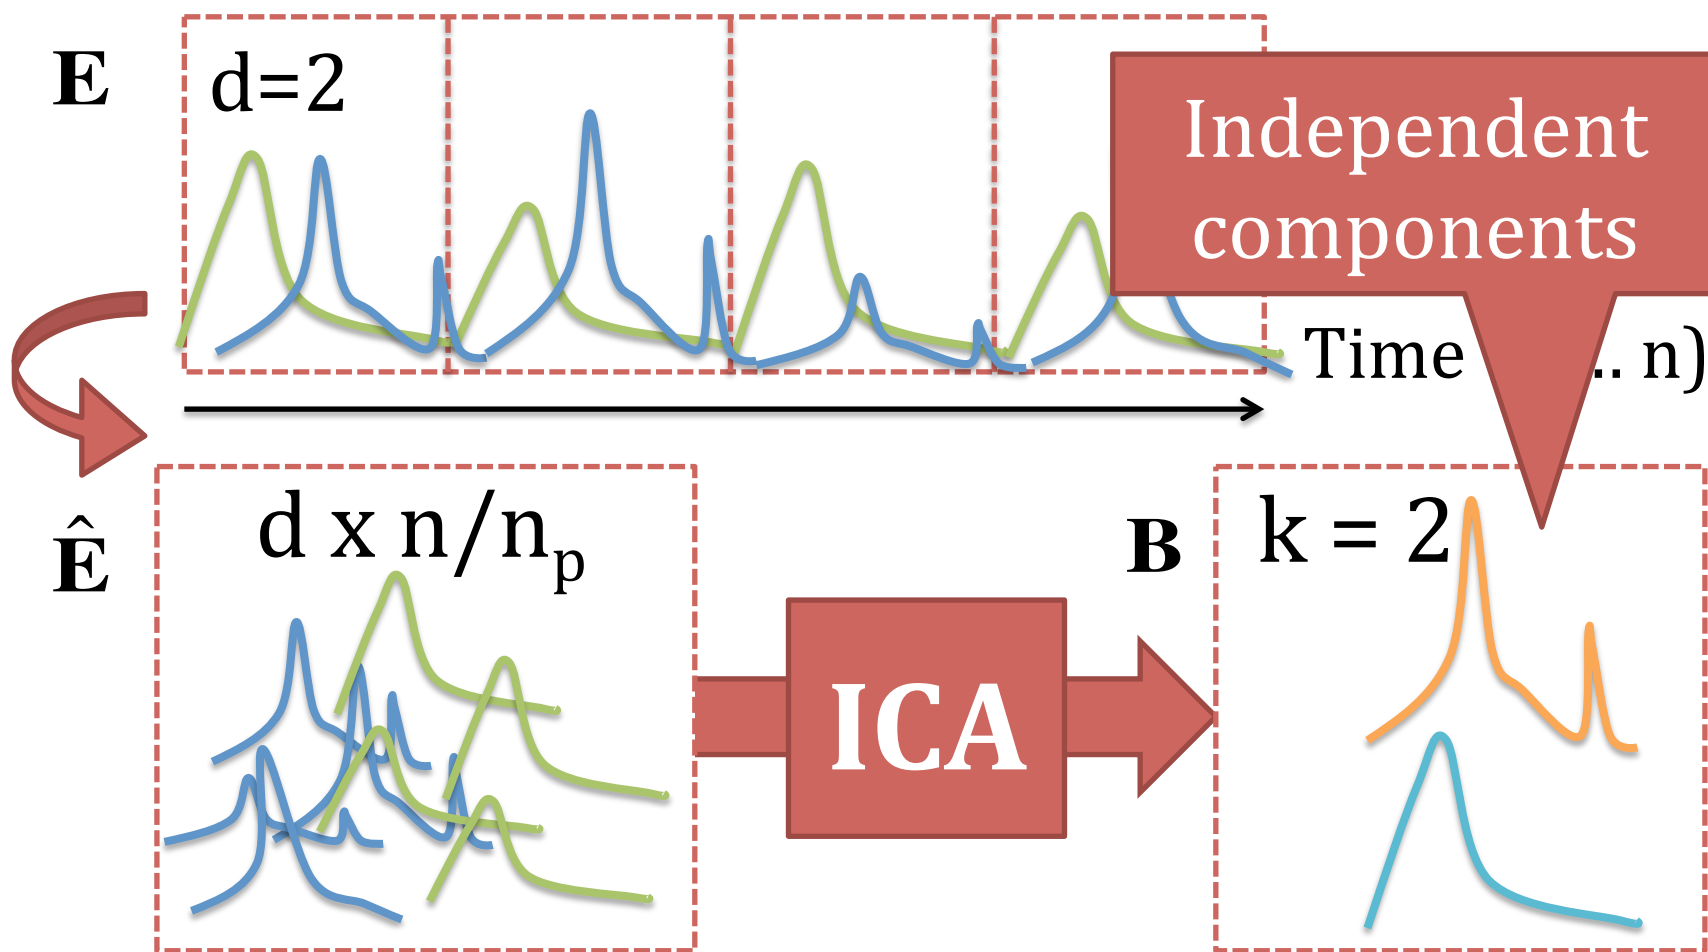 E
d=2
Independent
components
Time .. n)
Ê
d x n/nₚ
B
k = 2
ICA